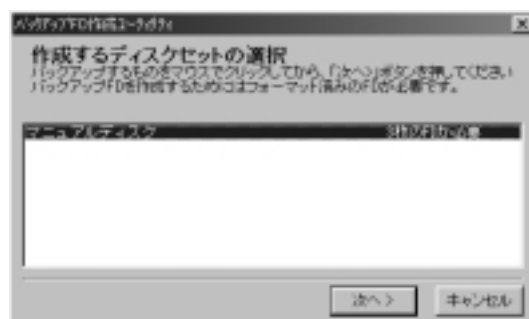 バックアップFD作成ユーティリティ
作成するディスクセットの選択
バックアップするものをマウスでクリックしてから、「次へ>」ボタンを押してください
バックアップFDを作成するためにはフォーマット済みのFDが必要です。
マニュアルディスク
次へ >
キャンセル